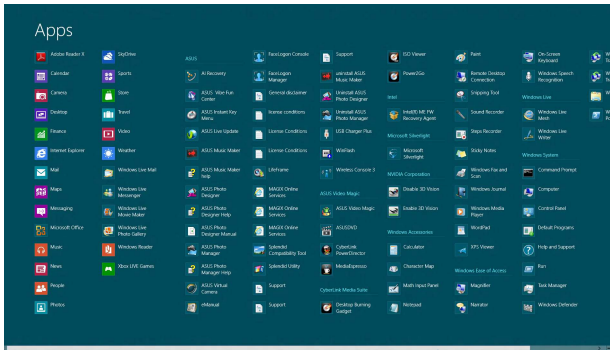 Apps
Adobe Reader X
Calendar
Camera
Desktop
Finance
Internet Explorer
Mail
Maps
Messaging
Microsoft Office
Music
News
People
Photos
SkyDrive
Sports
Store
Travel
Video
Weather
Windows Live Mail
Windows Live
Messenger
Windows Live
Movie Maker
Windows Live
Photo Gallery
Windows Reader
Xbox LIVE Games
ASUS
AI Recovery
ASUS Vibe Fun
Center
ASUS Instant Key
Menu
ASUS Live Update
ASUS Music Maker
ASUS Music Maker
help
ASUS Photo
Designer
ASUS Photo
Designer Help
ASUS Photo
Designer Manual
ASUS Photo
Manager
ASUS Photo
Manager Help
ASUS Virtual
Camera
eManual
FaceLogon Console
FaceLogon
Manager
General disclaimer
license conditions
License Conditions
License Conditions
LifeFrame
MAGIX Online
Services
MAGIX Online
Services
MAGIX Online
Services
Splendid
Compatibility Tool
Splendid Utility
Support
Support
Support
uninstall ASUS
Music Maker
Uninstall ASUS
Photo Designer
Uninstall ASUS
Photo Manager
USB Charger Plus
WinFlash
Wireless Console 3
ASUS Video Magic
ASUS Video Magic
ASUSDVD
CyberLink
PowerDirector
MediaEspresso
CyberLink Media Suite
Desktop Burning
Gadget
ISO Viewer
Power2Go
Intel
Intel(R) ME FW
Recovery Agent
Microsoft Silverlight
Microsoft
Silverlight
NVIDIA Corporation
Disable 3D Vision
Enable 3D Vision
Windows Accessories
Calculator
Character Map
Math Input Panel
Notepad
Paint
Remote Desktop
Connection
Snipping Tool
Sound Recorder
Steps Recorder
Sticky Notes
Windows Fax and
Scan
Windows Journal
Windows Media
Player
WordPad
XPS Viewer
Windows Ease of Access
Magnifier
Narrator
On-Screen
Keyboard
Windows Speech
Recognition
Windows Live
Windows Live
Mesh
Windows Live
Writer
Windows System
Command Prompt
Computer
Control Panel
Default Programs
Help and Support
Run
Task Manager
Windows Defender